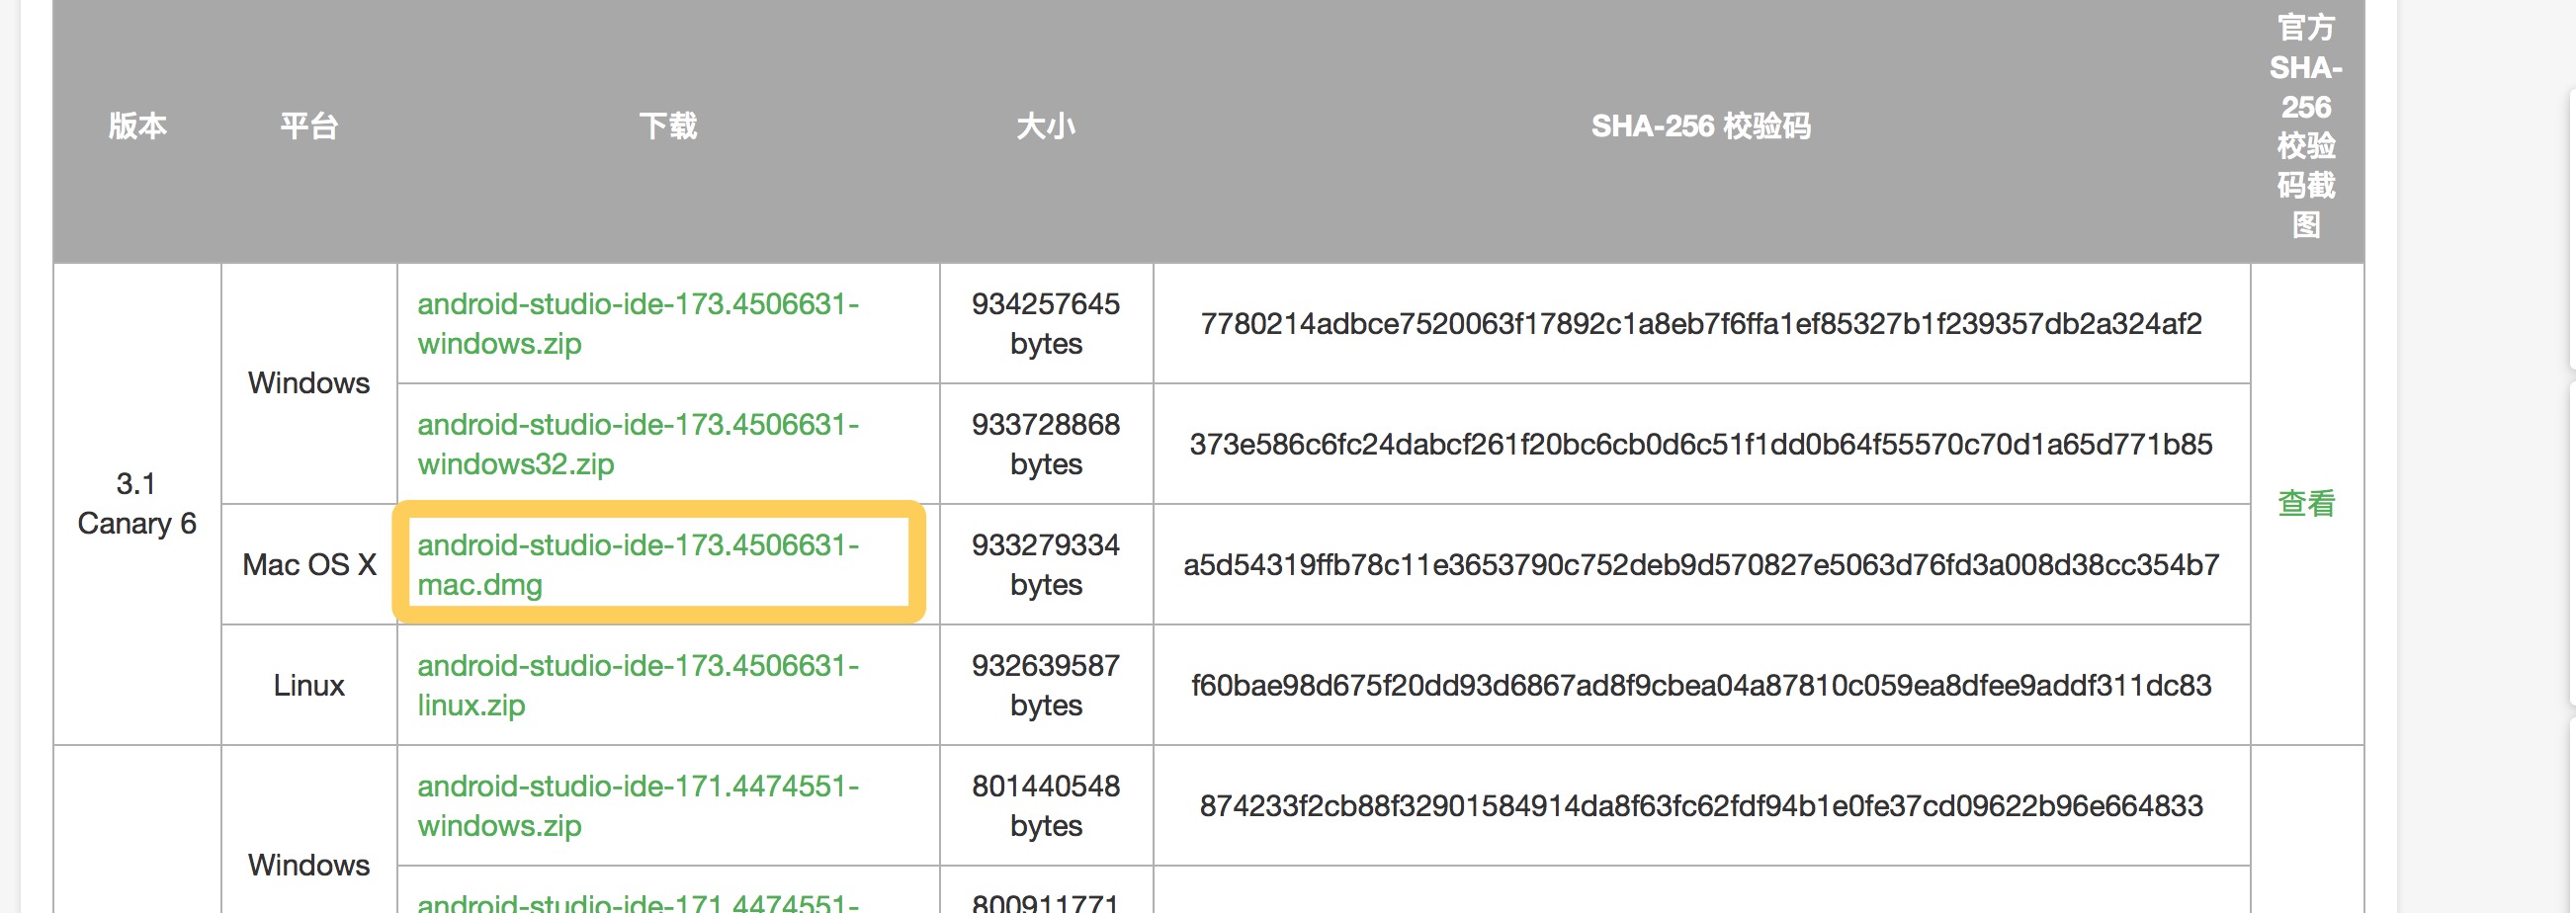 版本
平台
下载
大小
SHA-256 校验码
官方
SHA-
256
校验
码截
图
3.1
Canary 6
Windows
android-studio-ide-173.4506631-
windows.zip
934257645
bytes
7780214adbce7520063f17892c1a8eb7f6ffa1ef85327b1f239357db2a324af2
android-studio-ide-173.4506631-
windows32.zip
933728868
bytes
373e586c6fc24dabcf261f20bc6cb0d6c51f1dd0b64f55570c70d1a65d771b85
Mac OS X
android-studio-ide-173.4506631-
mac.dmg
933279334
bytes
a5d54319ffb78c11e3653790c752deb9d570827e5063d76fd3a008d38cc354b7
Linux
android-studio-ide-173.4506631-
linux.zip
932639587
bytes
f60bae98d675f20dd93d6867ad8f9cbea04a87810c059ea8dfee9addf311dc83
查看
Windows
android-studio-ide-171.4474551-
windows.zip
801440548
bytes
874233f2cb88f32901584914da8f63fc62fdf94b1e0fe37cd09622b96e664833
android-studio-ide-171.4474551-
800911771